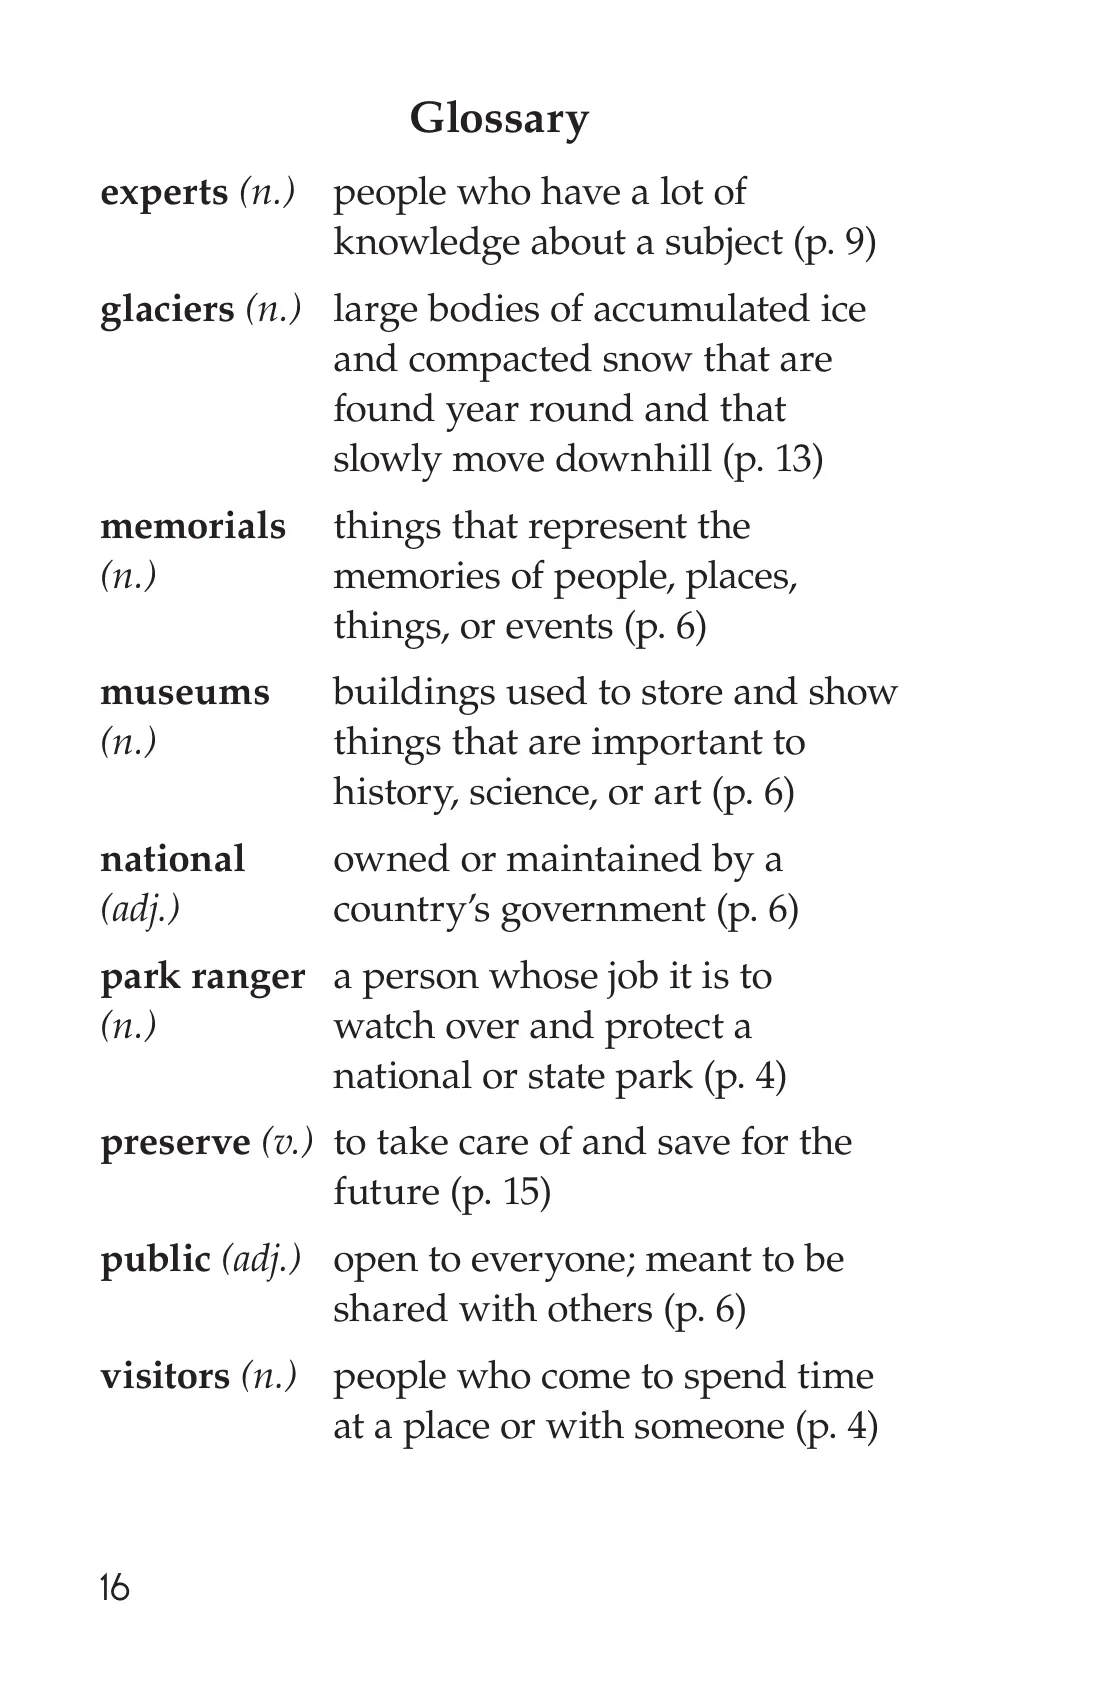 Glossary
experts (n.) people who have a lot of
knowledge about a subject (p. 9)
glaciers (n.) large bodies of accumulated ice
and compacted snow that are
found year round and that
slowly move downhill (p. 13)
memorials things that represent the
(n.) memories of people, places,
things, or events (p. 6)
museums buildings used to store and show
(n.) things that are important to
history, science, or art (p. 6)
national owned or maintained by a
(adj.) country’s government (p. 6)
park ranger a person whose job it is to
(n.) watch over and protect a
national or state park (p. 4)
preserve (v.) to take care of and save for the
future (p. 15)
public (adj.) open to everyone; meant to be
shared with others (p. 6)
visitors (n.) people who come to spend time
at a place or with someone (p. 4)
16